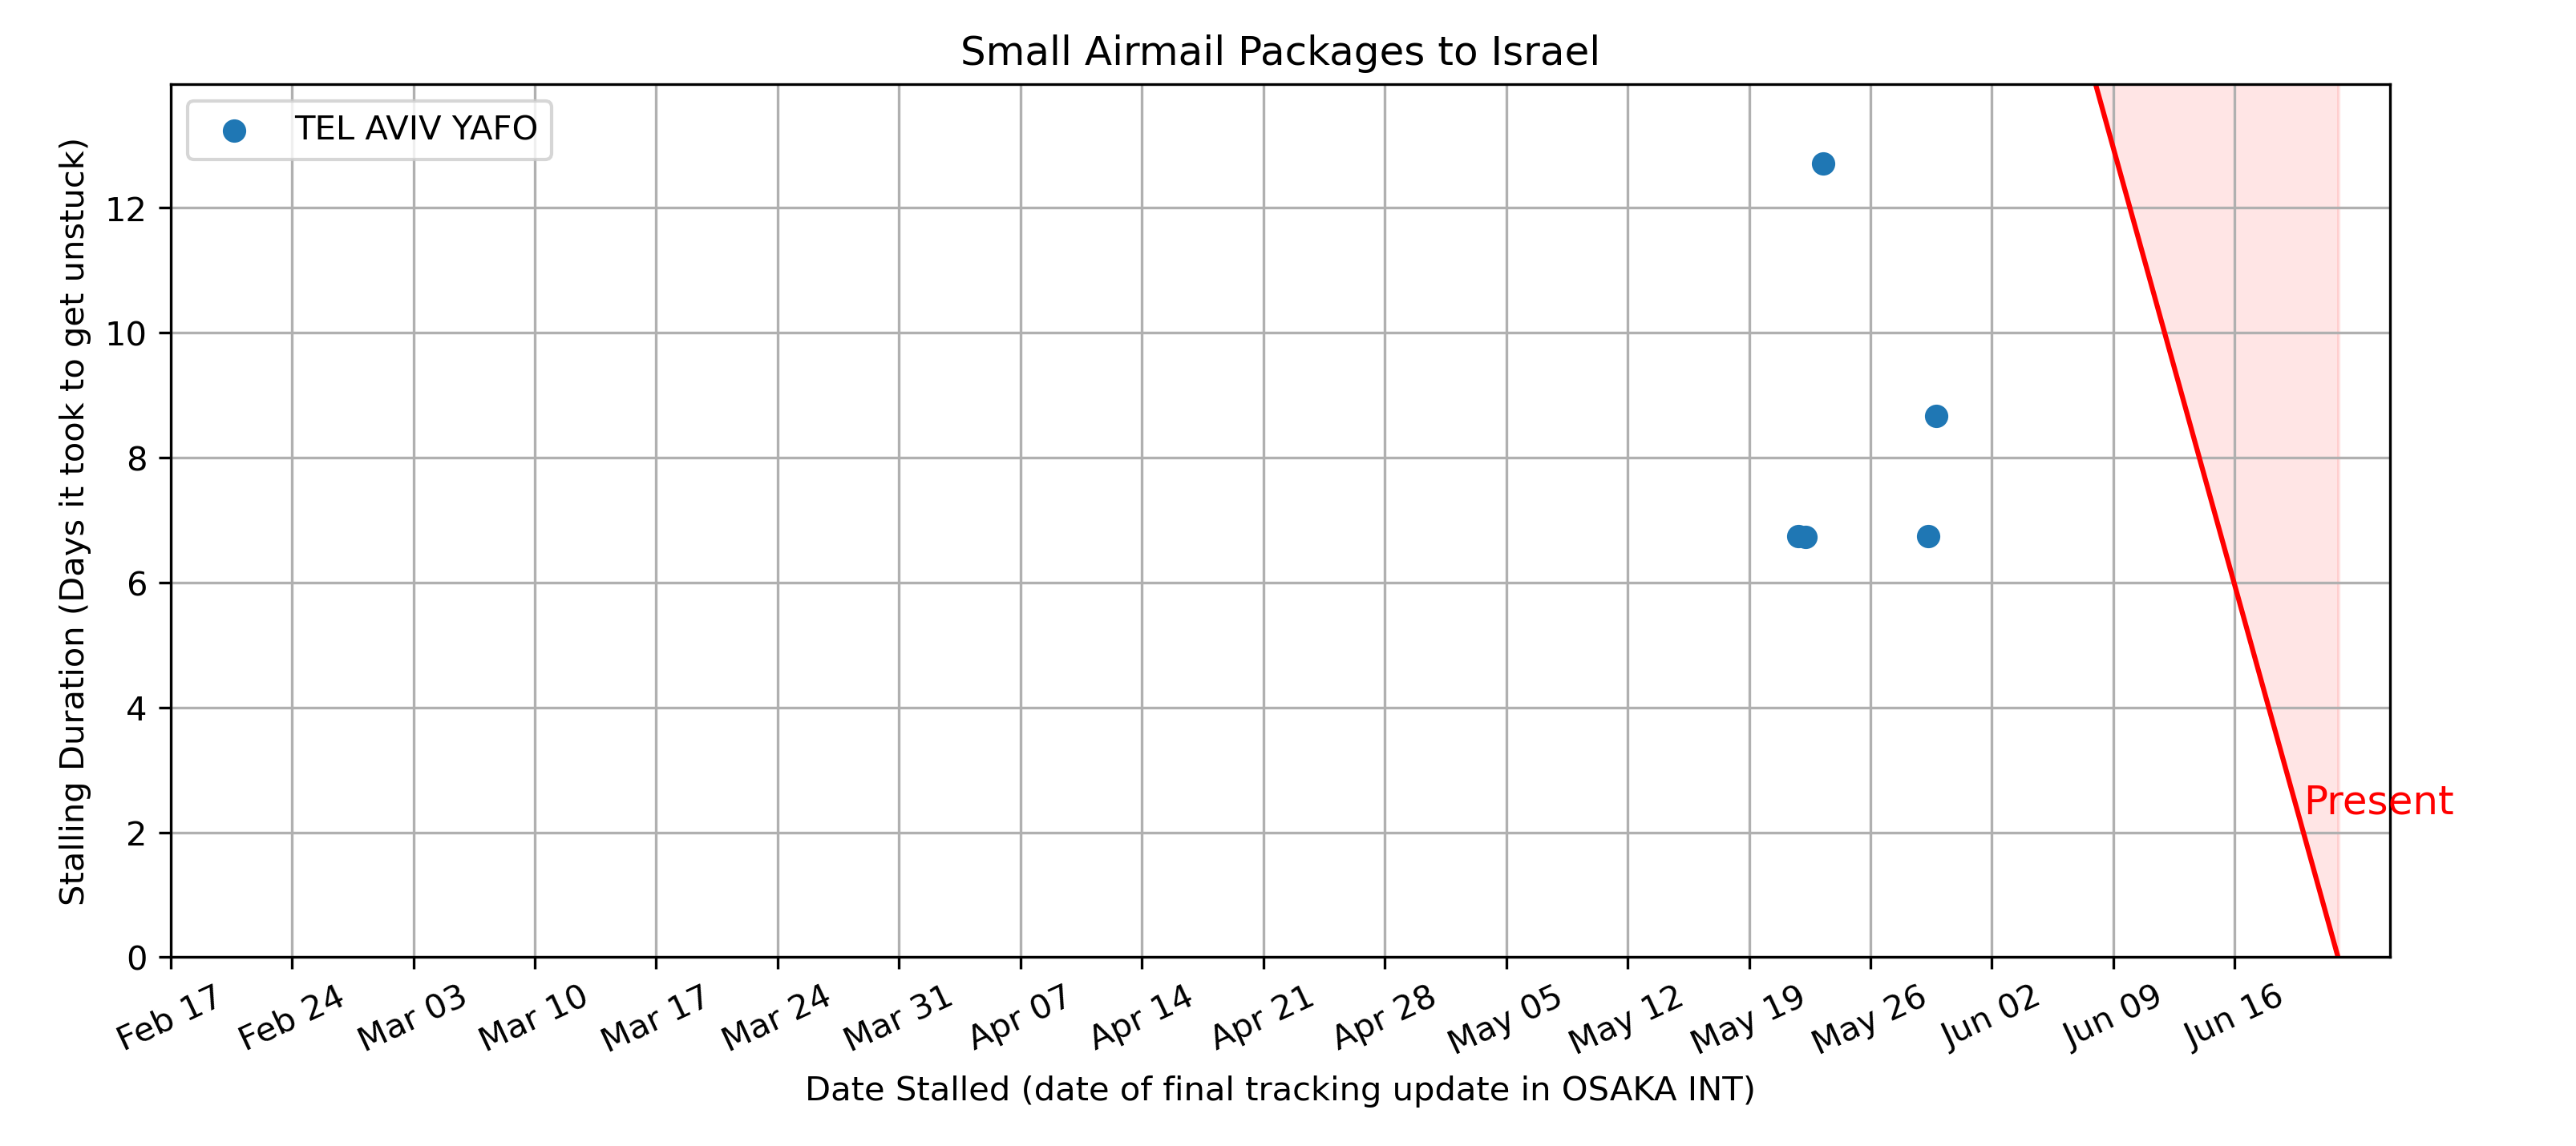 Small Airmail Packages to Israel
TEL AVIV YAFO
Stalling Duration (Days it took to get unstuck)
12
10
8
6
4
2
0
Present
Feb 17
Feb 24
Mar 03
Mar 10
Mar 17
Mar 24
Mar 31
Apr 07
Apr 14
Apr 21
Apr 28
May 05
May 12
May 19
May 26
Jun 02
Jun 09
Jun 16
Date Stalled (date of final tracking update in OSAKA INT)